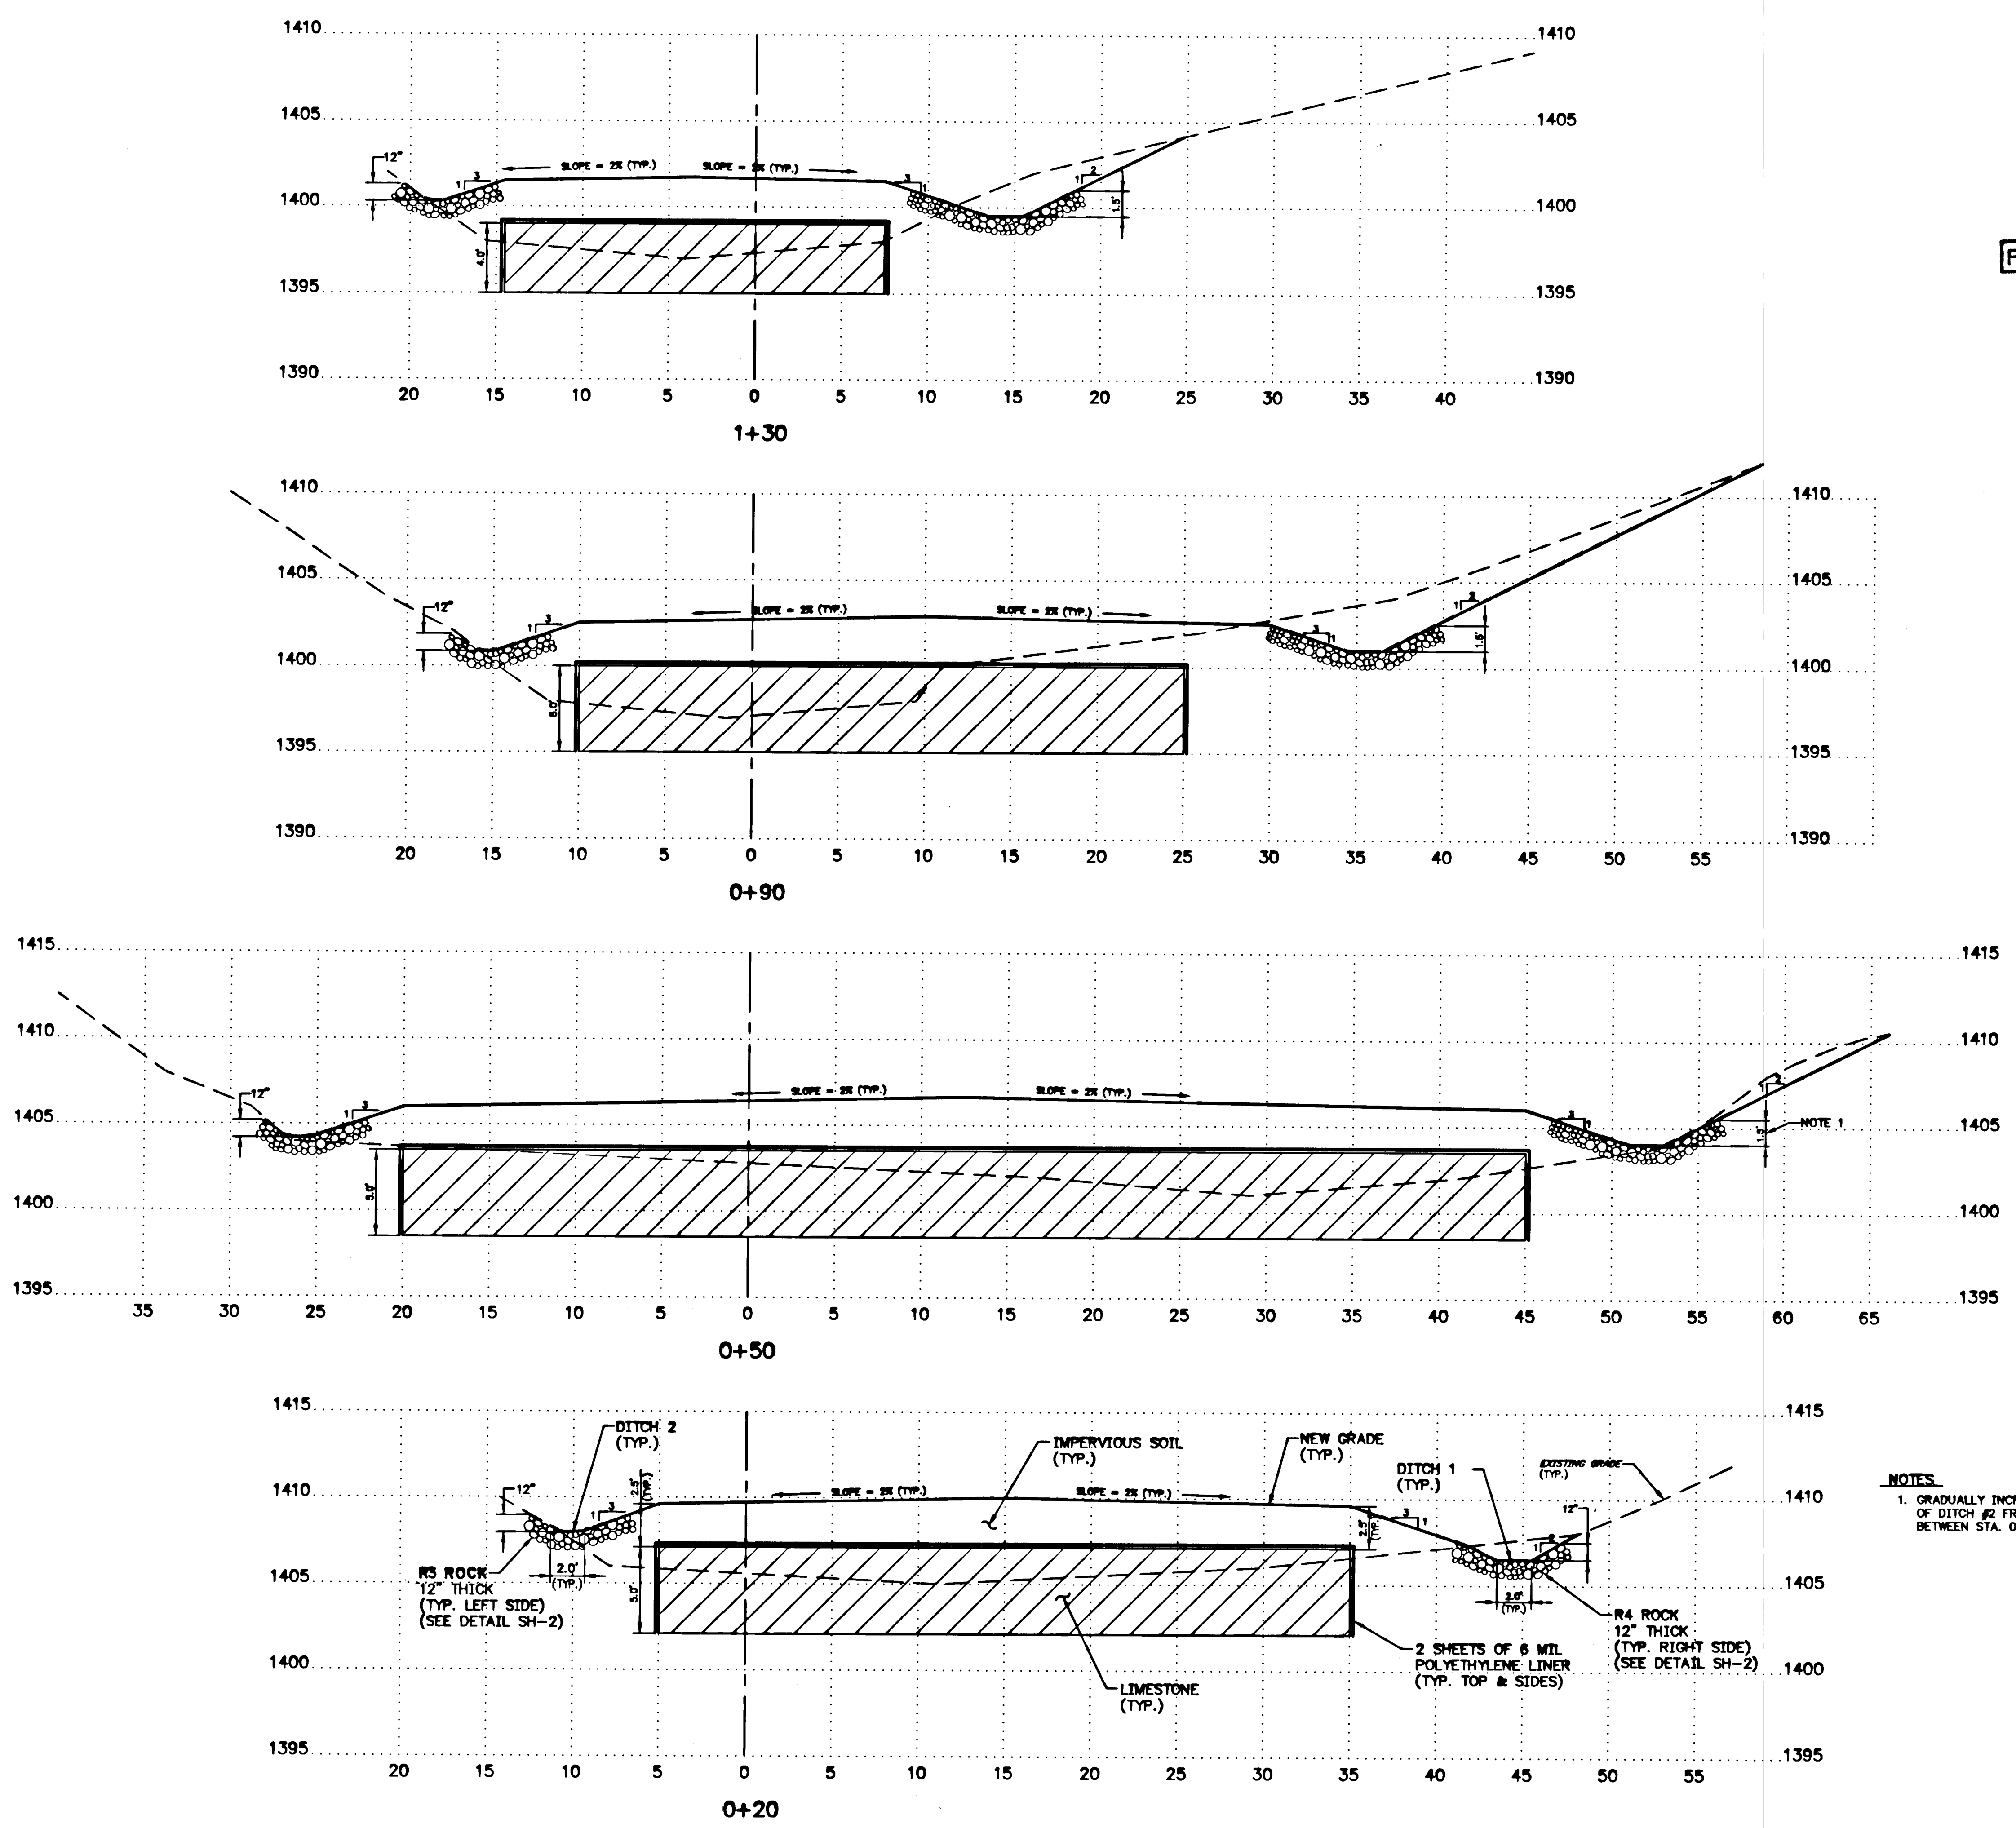 1410 1410
1405 1405
12"
1 3
SLOPE = 2% (TYP.) SLOPE = 2% (TYP.)
3 1
1 2
1400 1400
1.5'
4.0'
1395 1395
1390 1390
20 15 10 5 0 5 10 15 20 25 30 35 40
1+30
1410 1410
1405 1405
12"
1 3
SLOPE = 2% (TYP.) SLOPE = 2% (TYP.)
3 1
1 2
1.5'
1400 1400
5.0'
1395 1395
1390 1390
20 15 10 5 0 5 10 15 20 25 30 35 40 45 50 55
0+90
1415 1415
1410 1410
12"
1 3
SLOPE = 2% (TYP.) SLOPE = 2% (TYP.)
3 1
1 2
1405 1405
NOTE 1
1.5'
5.0'
1400 1400
1395 1395
35 30 25 20 15 10 5 0 5 10 15 20 25 30 35 40 45 50 55 60 65
0+50
1415 1415
DITCH 2
(TYP.)
IMPERVIOUS SOIL
(TYP.)
NEW GRADE
(TYP.)
DITCH 1
(TYP.)
EXISTING GRADE
(TYP.)
1410 1410
12"
1 3
2.5'
(TYP.)
SLOPE = 2% (TYP.) SLOPE = 2% (TYP.)
2.5'
(TYP.)
3 1
12"
1 2
R3 ROCK
12" THICK
(TYP. LEFT SIDE)
(SEE DETAIL SH-2)
2.0'
(TYP.)
1405 1405
5.0'
2.0'
(TYP.)
R4 ROCK
12" THICK
(TYP. RIGHT SIDE)
(SEE DETAIL SH-2)
2 SHEETS OF 6 MIL
POLYETHYLENE LINER
(TYP. TOP & SIDES)
1400 1400
LIMESTONE
(TYP.)
1395 1395
20 15 10 5 0 5 10 15 20 25 30 35 40 45 50 55
0+20
NOTES
1. GRADUALLY
OF DITCH #2
BETWEEN STA.